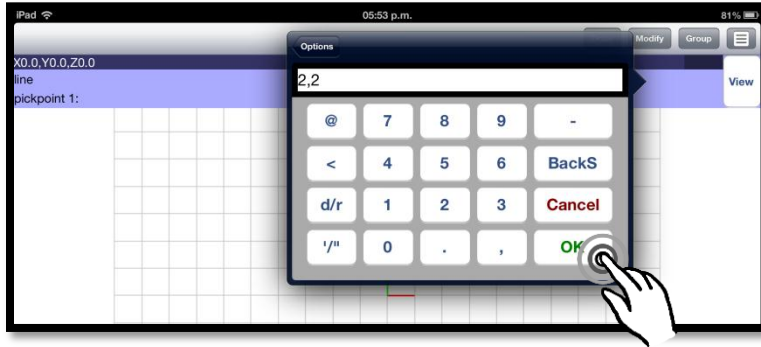 iPad 05:53 p.m. 81%
Options Modify Group
X0.0,Y0.0,Z0.0
line
pickpoint 1:
2,2
View
@ 7 8 9 -
< 4 5 6 BackS
d/r 1 2 3 Cancel
'/" 0 . , OK